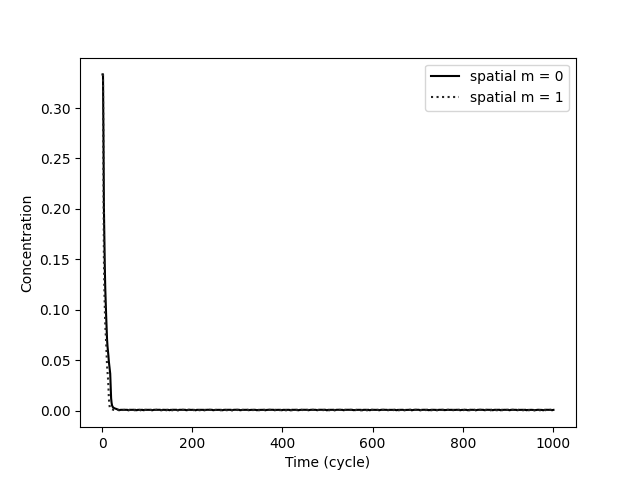 spatial m = 0
spatial m = 1
0.30
0.25
0.20
0.15
0.10
0.05
0.00
Concentration
0 200 400 600 800 1000
Time (cycle)